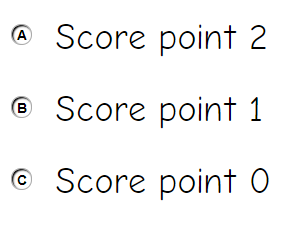 A Score point 2
B Score point 1
C Score point 0